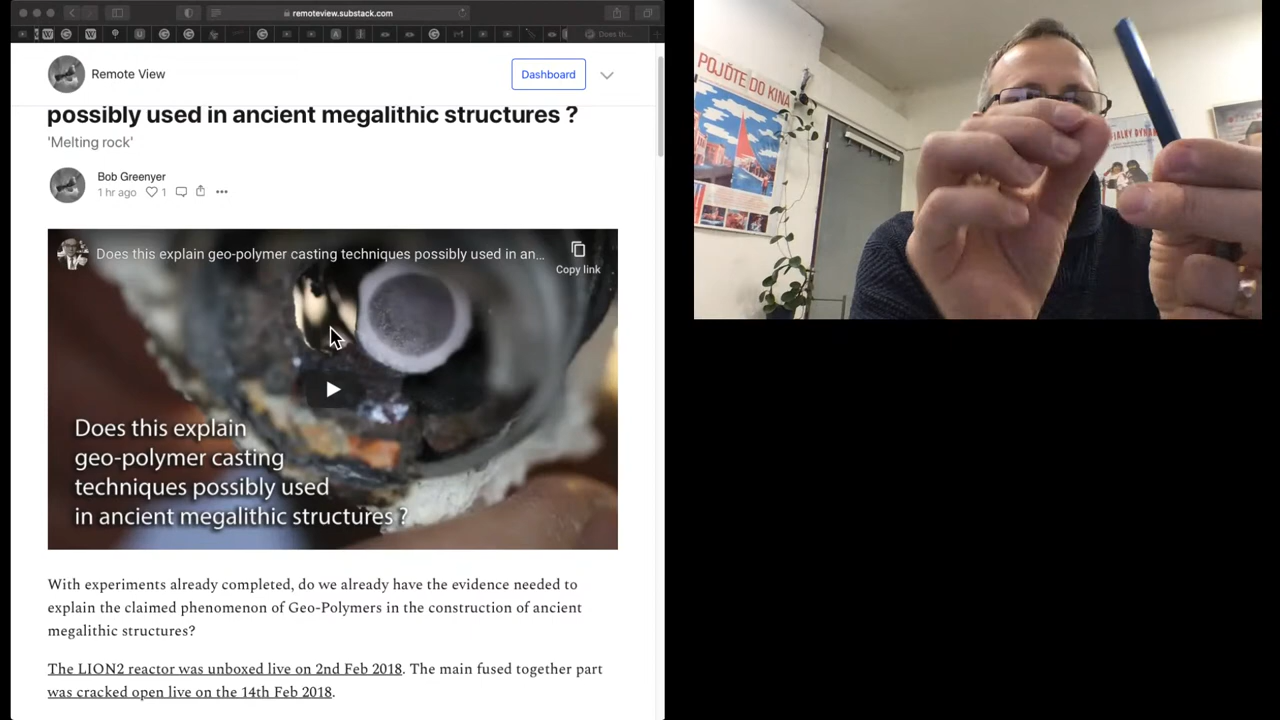 remoteview.substack.com
Does th...
Remote View
Dashboard
possibly used in ancient megalithic structures ?
'Melting rock'
Bob Greenyer
1 hr ago
1
Does this explain geo-polymer casting techniques possibly used in an...
Copy link
Does this explain
geo-polymer casting
techniques possibly used
in ancient megalithic structures ?
With experiments already completed, do we already have the evidence needed to
explain the claimed phenomenon of Geo-Polymers in the construction of ancient
megalithic structures?
The LION2 reactor was unboxed live on 2nd Feb 2018. The main fused together part
was cracked open live on the 14th Feb 2018.
POJĎTE DO KINA